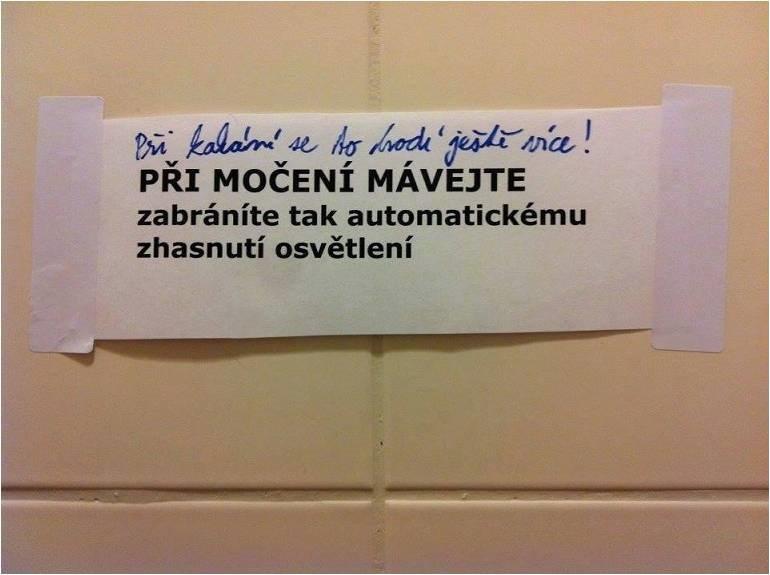 Při kakání se to hodí ještě více!
PŘI MOČENÍ MÁVEJTE
zabráníte tak automatickému
zhasnutí osvětlení